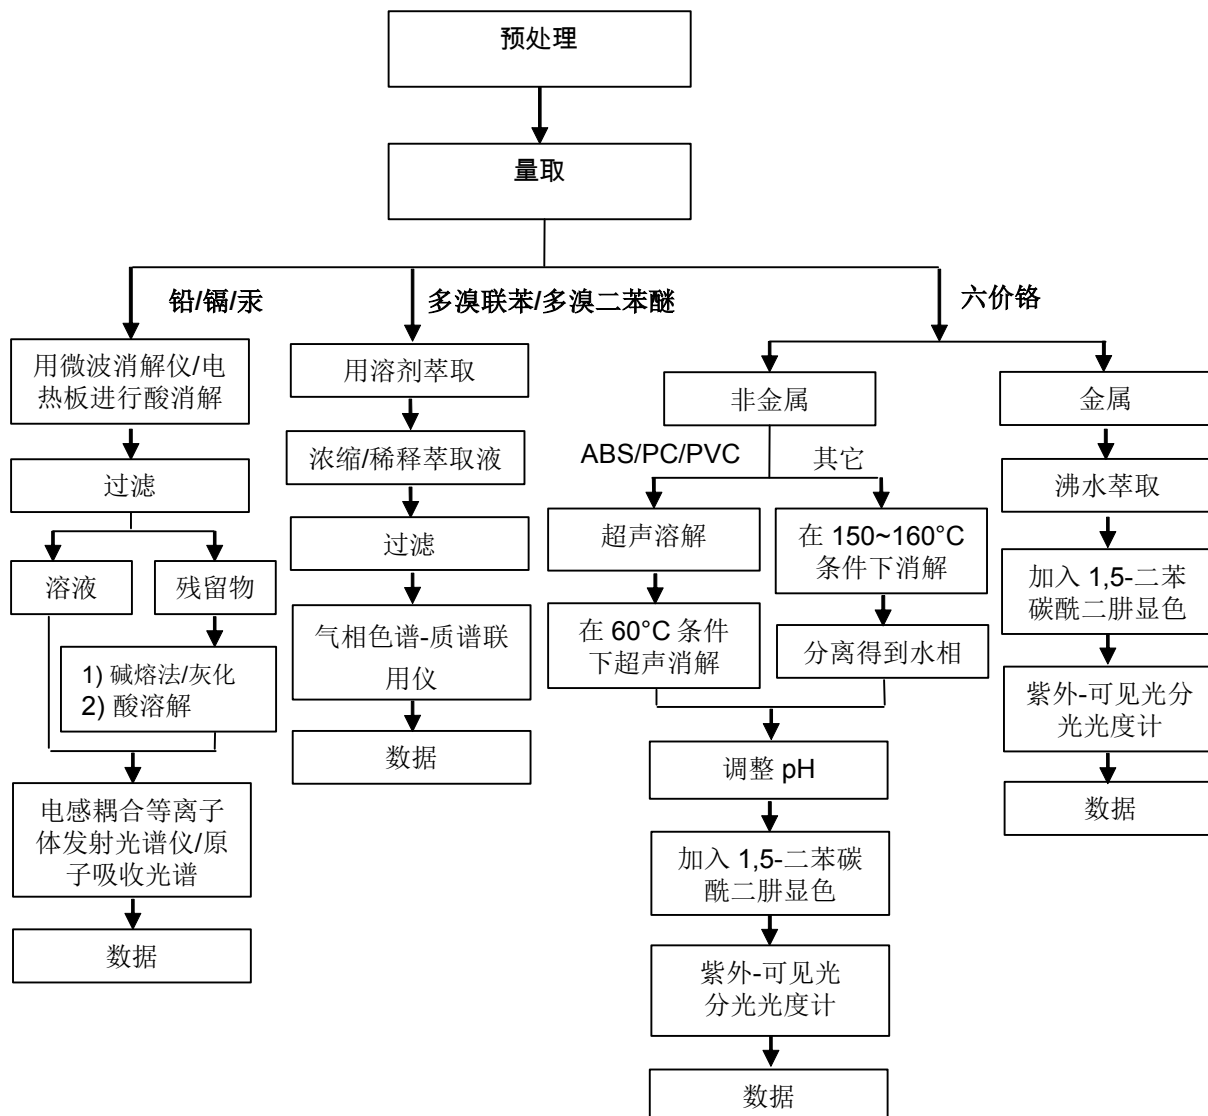 预处理
量取
铅/镉/汞
多溴联苯/多溴二苯醚
六价铬
用微波消解仪/电
热板进行酸消解
过滤
溶液
残留物
1) 碱熔法/灰化
2) 酸溶解
电感耦合等离子
体发射光谱仪/原
子吸收光谱
数据
用溶剂萃取
浓缩/稀释萃取液
过滤
气相色谱-质谱联
用仪
数据
非金属
ABS/PC/PVC
其它
超声溶解
在 60°C 条件
下超声消解
在 150~160°C
条件下消解
分离得到水相
调整 pH
加入 1,5-二苯碳
酰二肼显色
紫外-可见光
分光光度计
数据
金属
沸水萃取
加入 1,5-二苯
碳酰二肼显色
紫外-可见光分
光光度计
数据